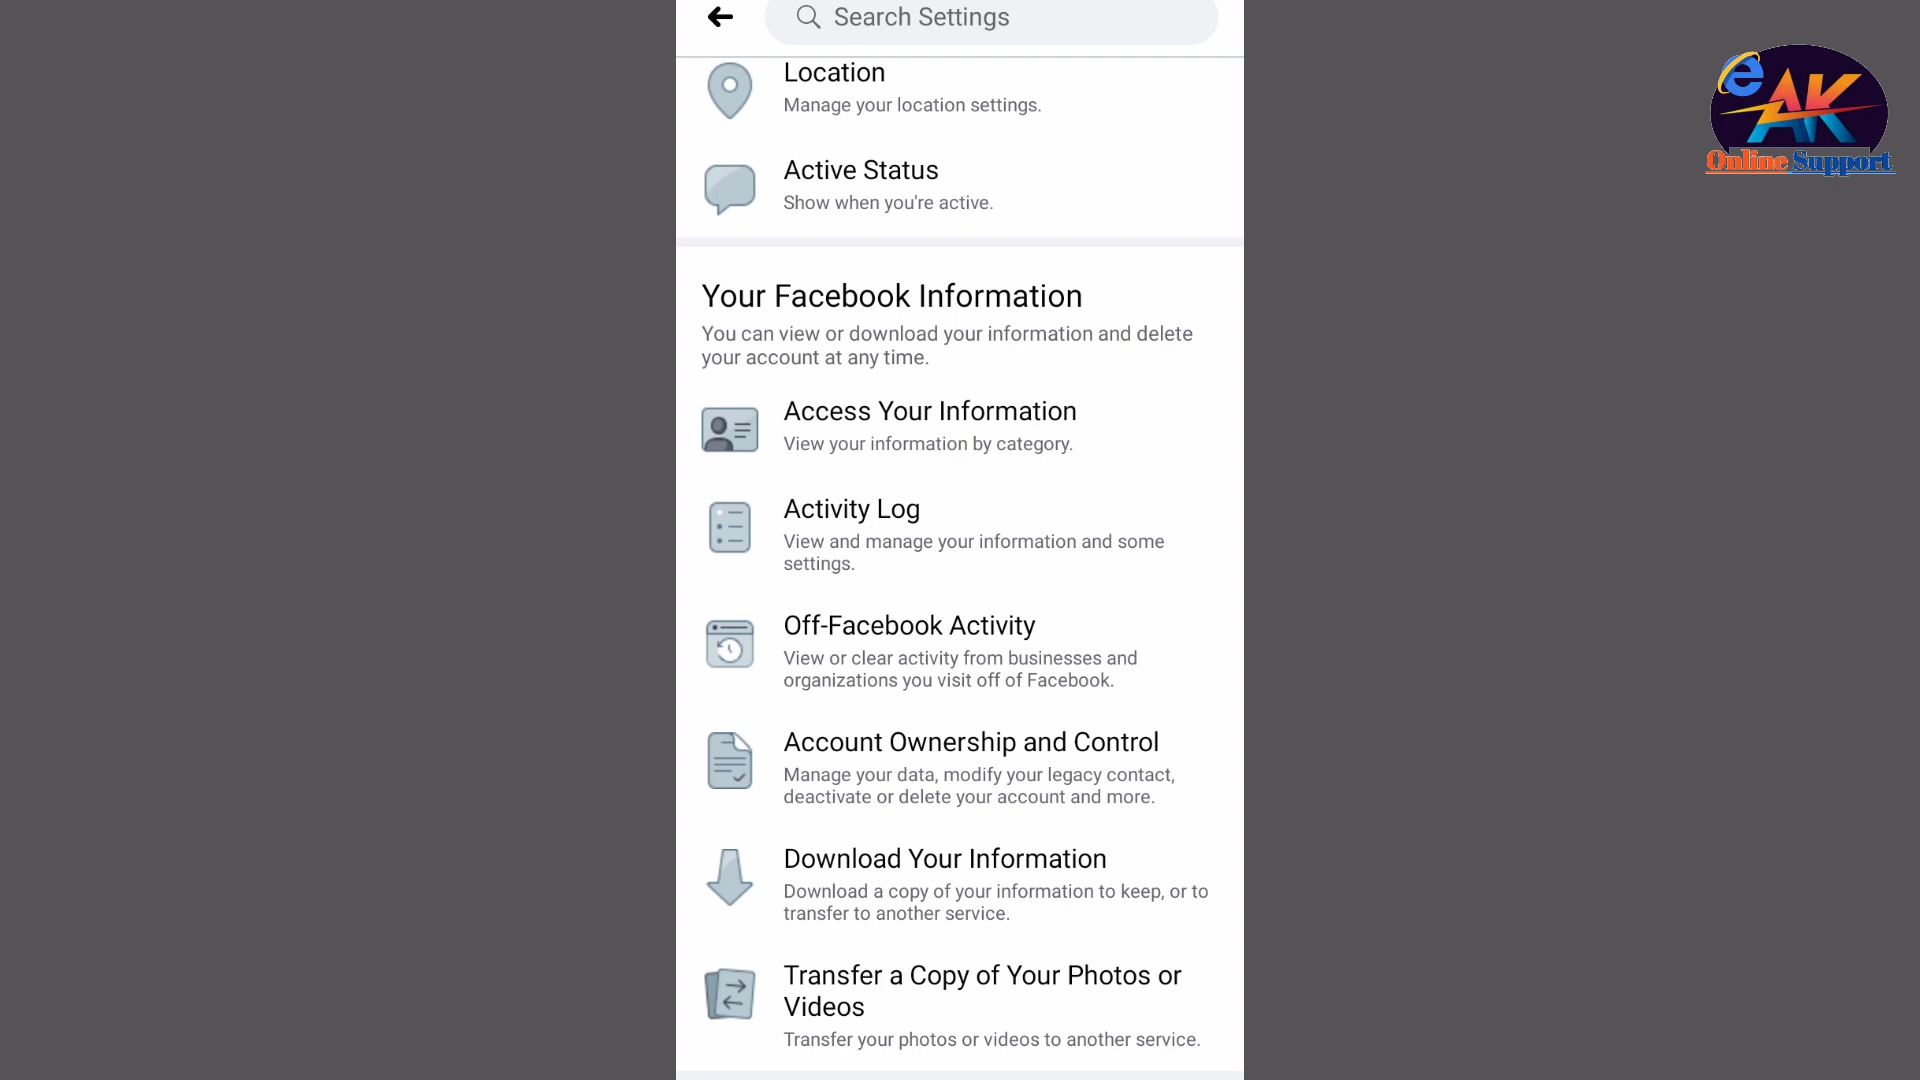 Search Settings
Location
Manage your location settings.
Active Status
Show when you're active.
Your Facebook Information
You can view or download your information and delete
your account at any time.
Access Your Information
View your information by category.
Activity Log
View and manage your information and some
settings.
Off-Facebook Activity
View or clear activity from businesses and
organizations you visit off of Facebook.
Account Ownership and Control
Manage your data, modify your legacy contact,
deactivate or delete your account and more.
Download Your Information
Download a copy of your information to keep, or to
transfer to another service.
Transfer a Copy of Your Photos or
Videos
Transfer your photos or videos to another service.
e AK
Online Support